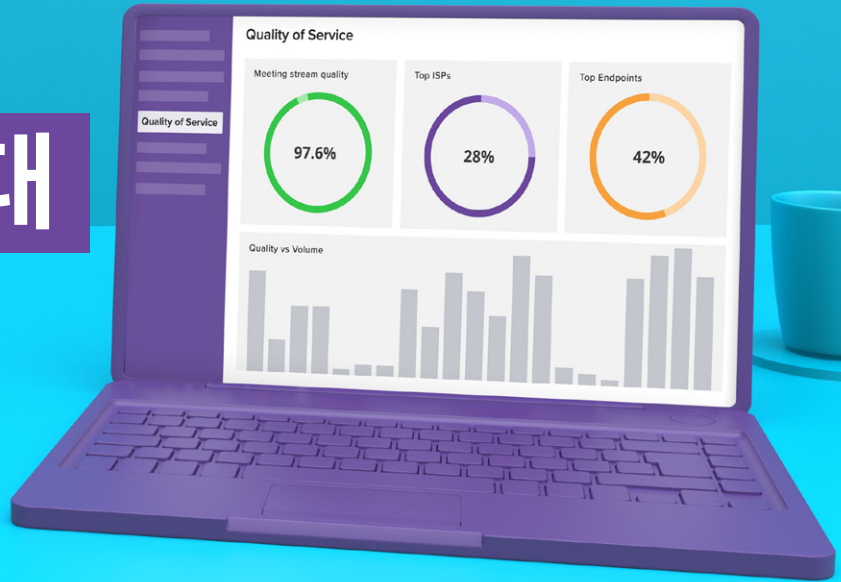 Quality of Service
Meeting stream quality
Top ISPs
Top Endpoints
97.6%
28%
42%
Quality of Service
Quality vs Volume